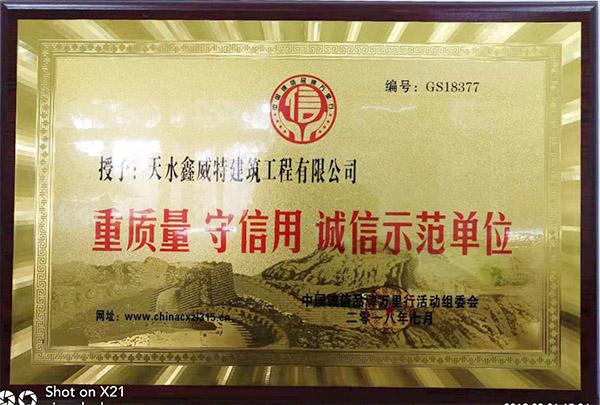 编号：GS18377
信
授予：天水鑫威特建筑工程有限公司
重质量 守信用 诚信示范单位
中国诚信品牌万里行活动组委会
二零一八年七月
网址：www.chinacxzl315.cn
Shot on X21